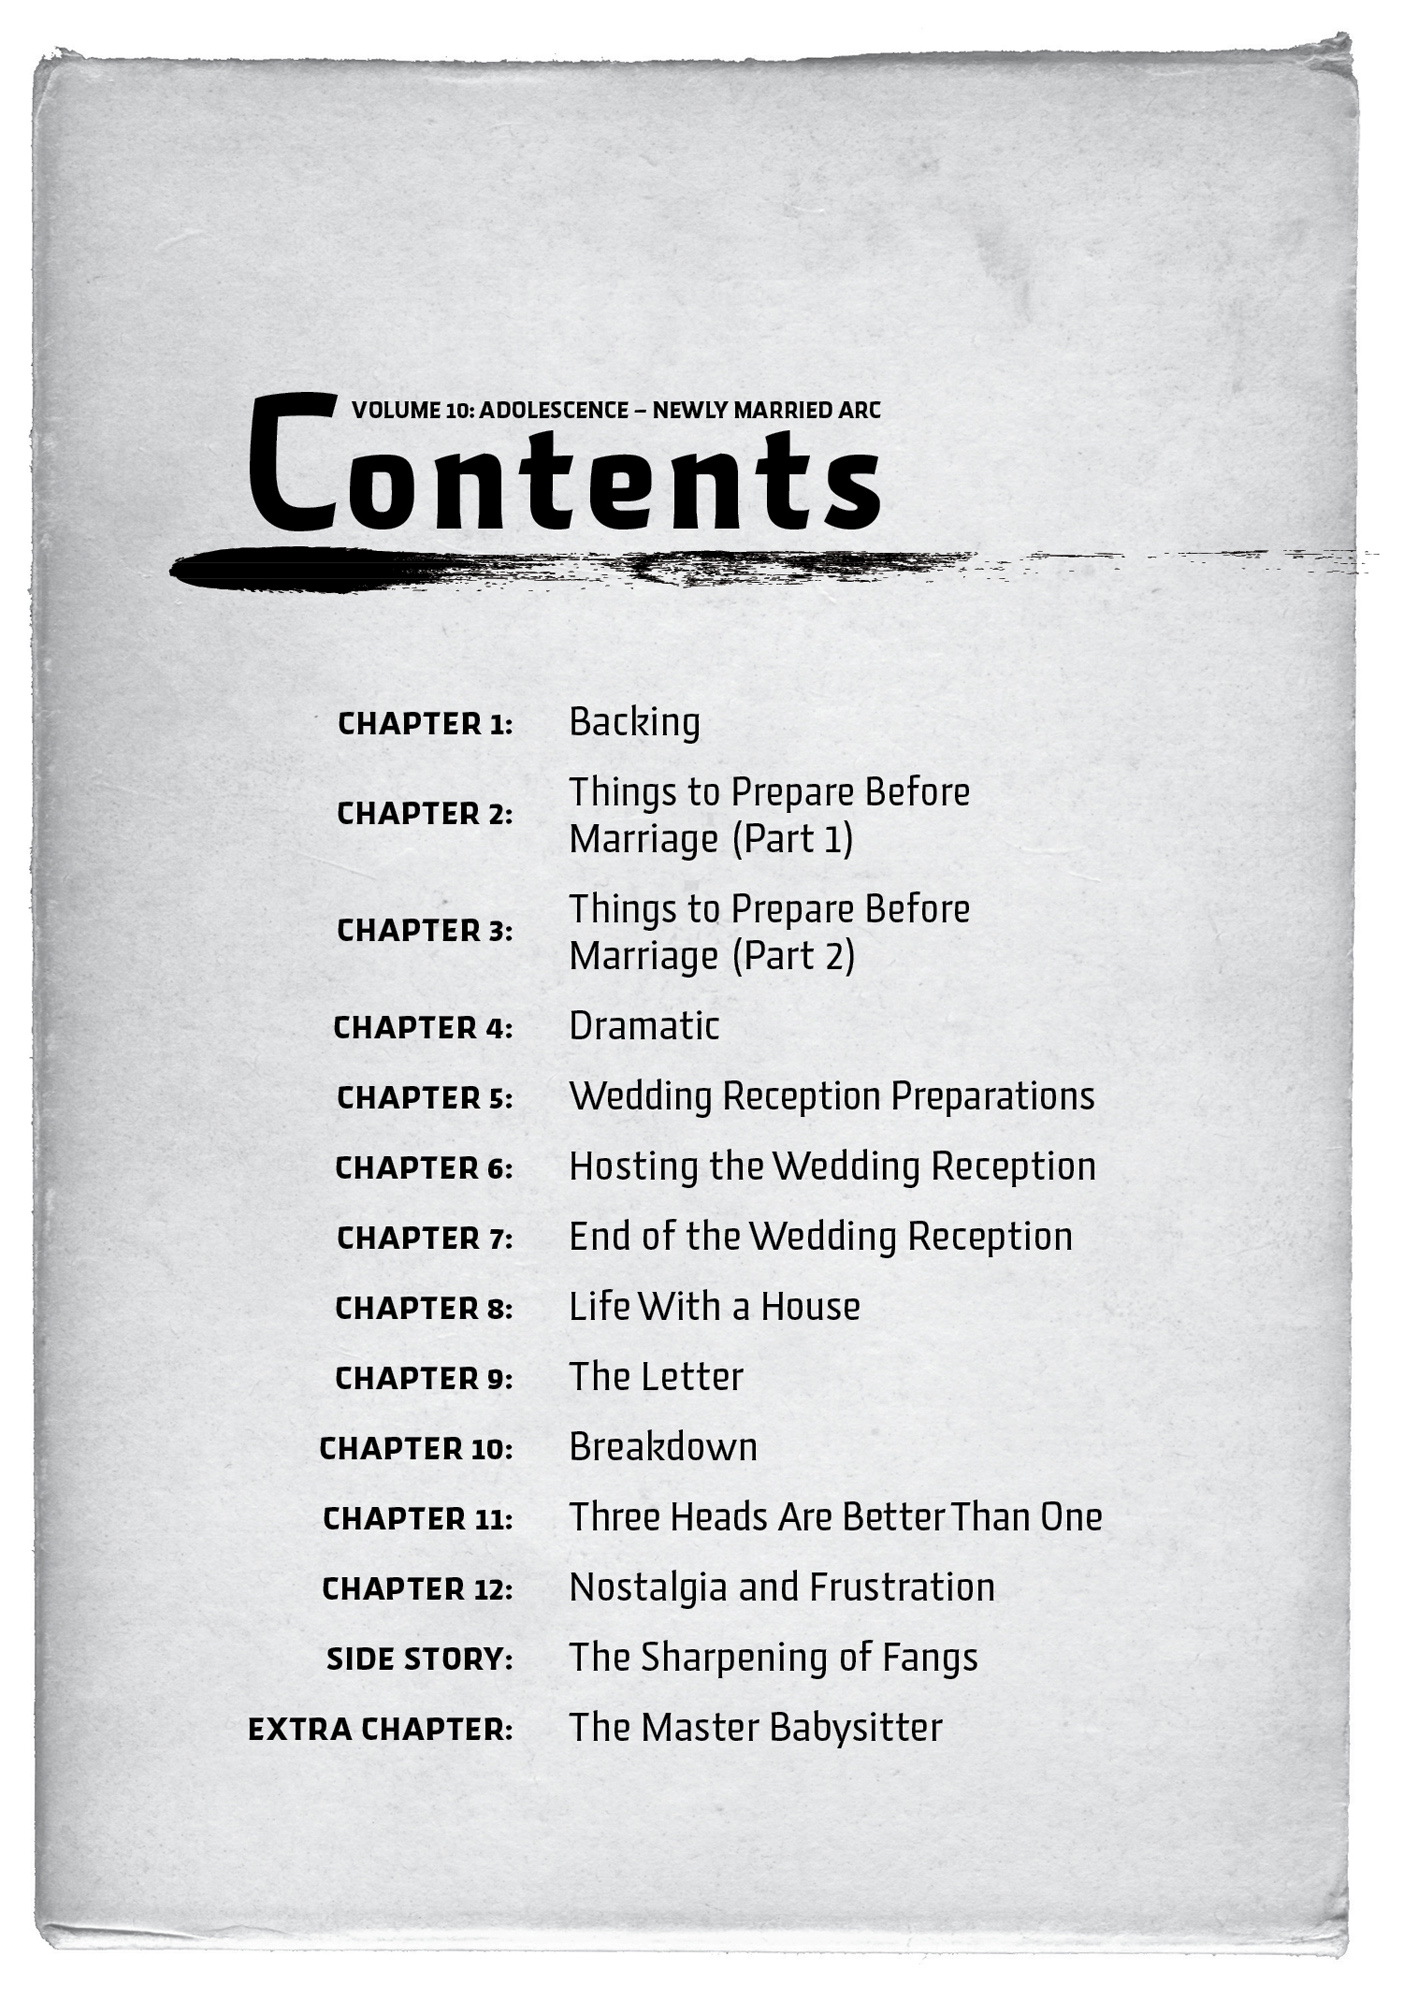 VOLUME 10: ADOLESCENCE – NEWLY MARRIED ARC
Contents
CHAPTER 1: Backing
CHAPTER 2: Things to Prepare Before
Marriage (Part 1)
CHAPTER 3: Things to Prepare Before
Marriage (Part 2)
CHAPTER 4: Dramatic
CHAPTER 5: Wedding Reception Preparations
CHAPTER 6: Hosting the Wedding Reception
CHAPTER 7: End of the Wedding Reception
CHAPTER 8: Life With a House
CHAPTER 9: The Letter
CHAPTER 10: Breakdown
CHAPTER 11: Three Heads Are Better Than One
CHAPTER 12: Nostalgia and Frustration
SIDE STORY: The Sharpening of Fangs
EXTRA CHAPTER: The Master Babysitter